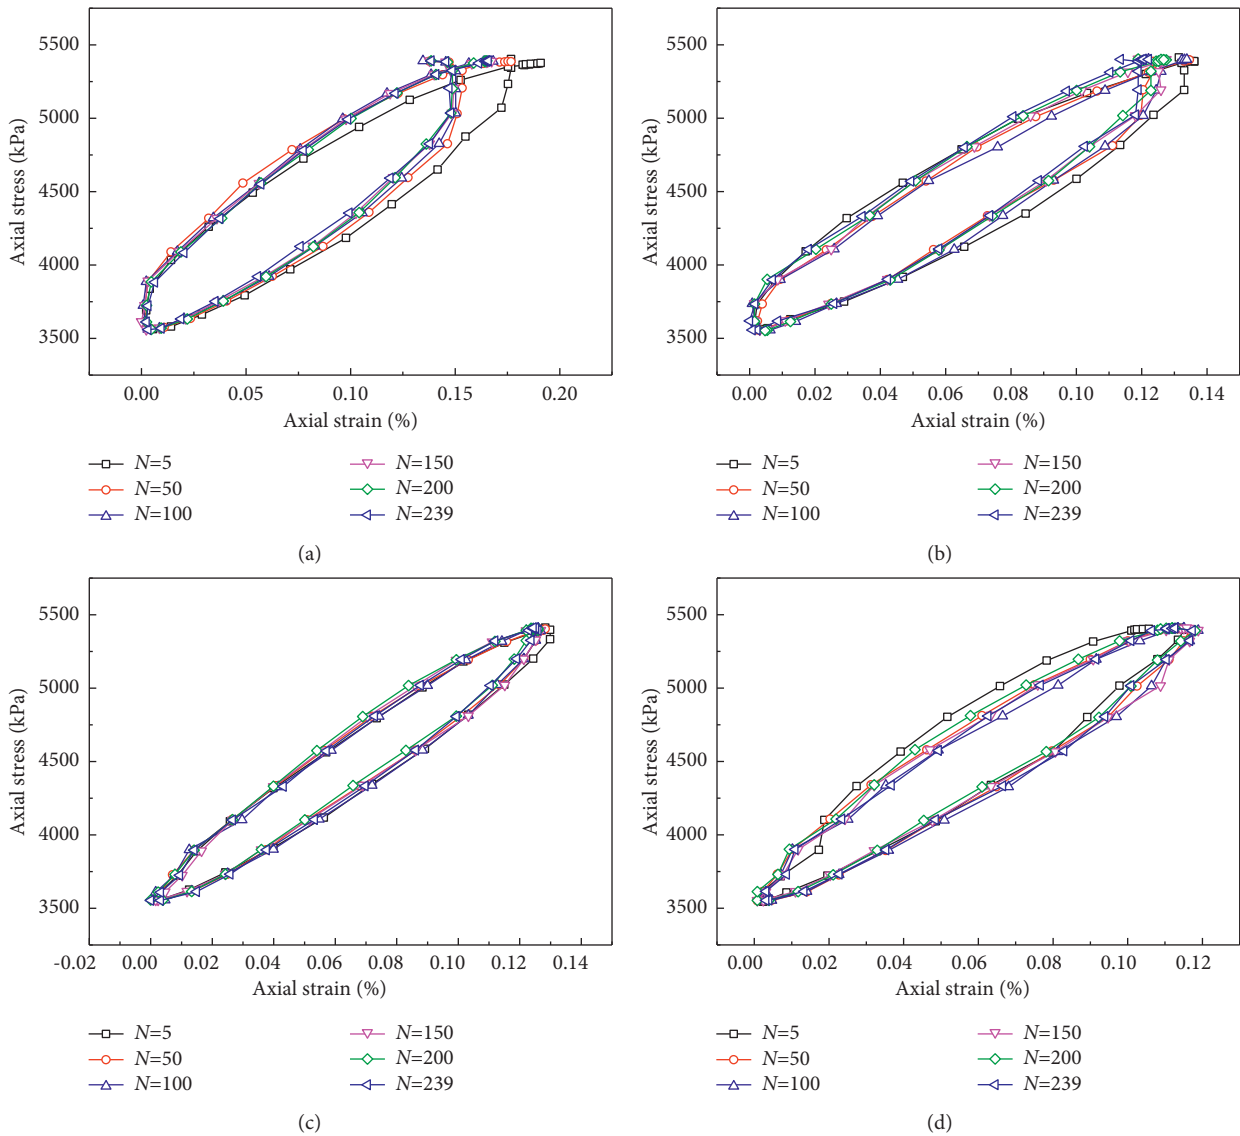 5500
5000
4500
4000
3500
Axial stress (kPa)
0.00 0.05 0.10 0.15 0.20
Axial strain (%)
N=5 N=150
N=50 N=200
N=100 N=239
(a)
5500
5000
4500
4000
3500
Axial stress (kPa)
0.00 0.02 0.04 0.06 0.08 0.10 0.12 0.14
Axial strain (%)
N=5 N=150
N=50 N=200
N=100 N=239
(b)
5500
5000
4500
4000
3500
Axial stress (kPa)
-0.02 0.00 0.02 0.04 0.06 0.08 0.10 0.12 0.14
Axial strain (%)
N=5 N=150
N=50 N=200
N=100 N=239
(c)
5500
5000
4500
4000
3500
Axial stress (kPa)
0.00 0.02 0.04 0.06 0.08 0.10 0.12
Axial strain (%)
N=5 N=150
N=50 N=200
N=100 N=239
(d)